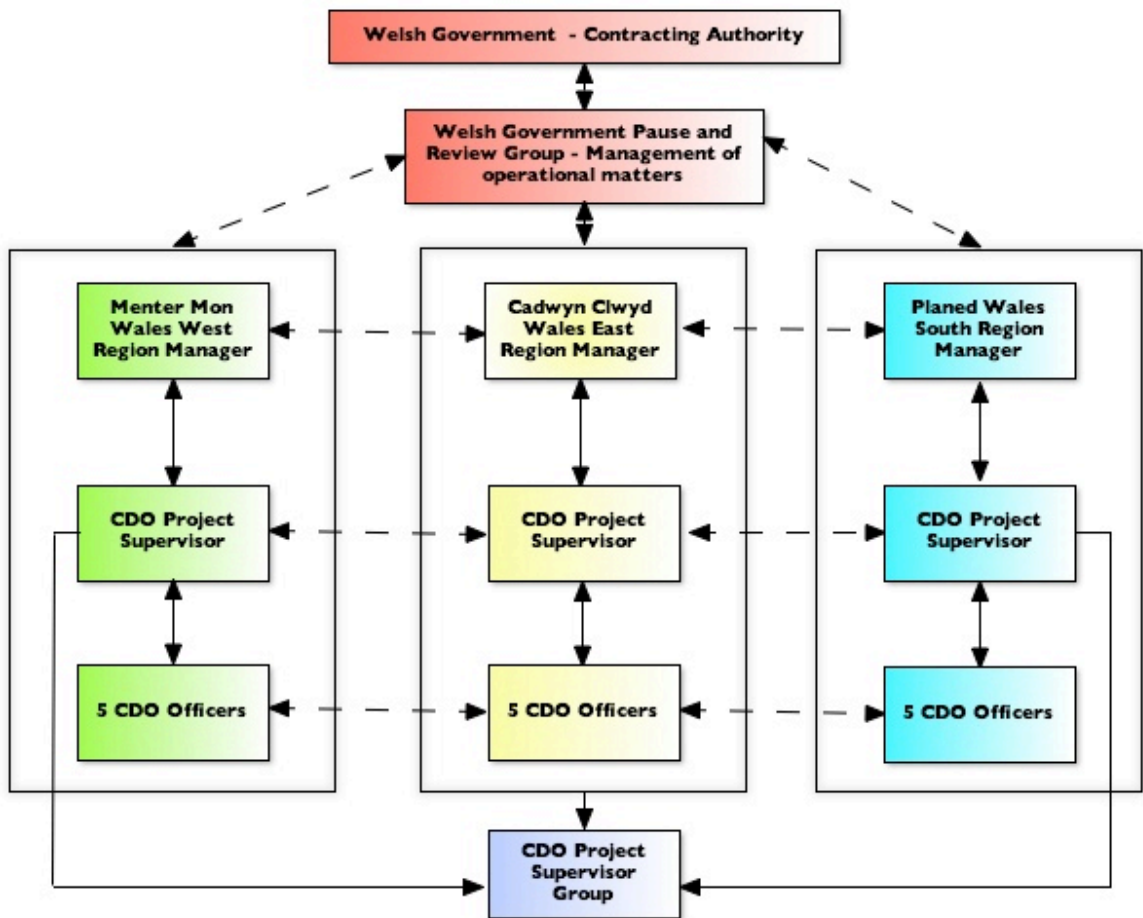 Welsh Government - Contracting Authority
Welsh Government Pause and
Review Group - Management of
operational matters
Menter Mon
Wales West
Region Manager
Cadwyn Clwyd
Wales East
Region Manager
Planed Wales
South Region
Manager
CDO Project
Supervisor
CDO Project
Supervisor
CDO Project
Supervisor
5 CDO Officers
5 CDO Officers
5 CDO Officers
CDO Project
Supervisor
Group